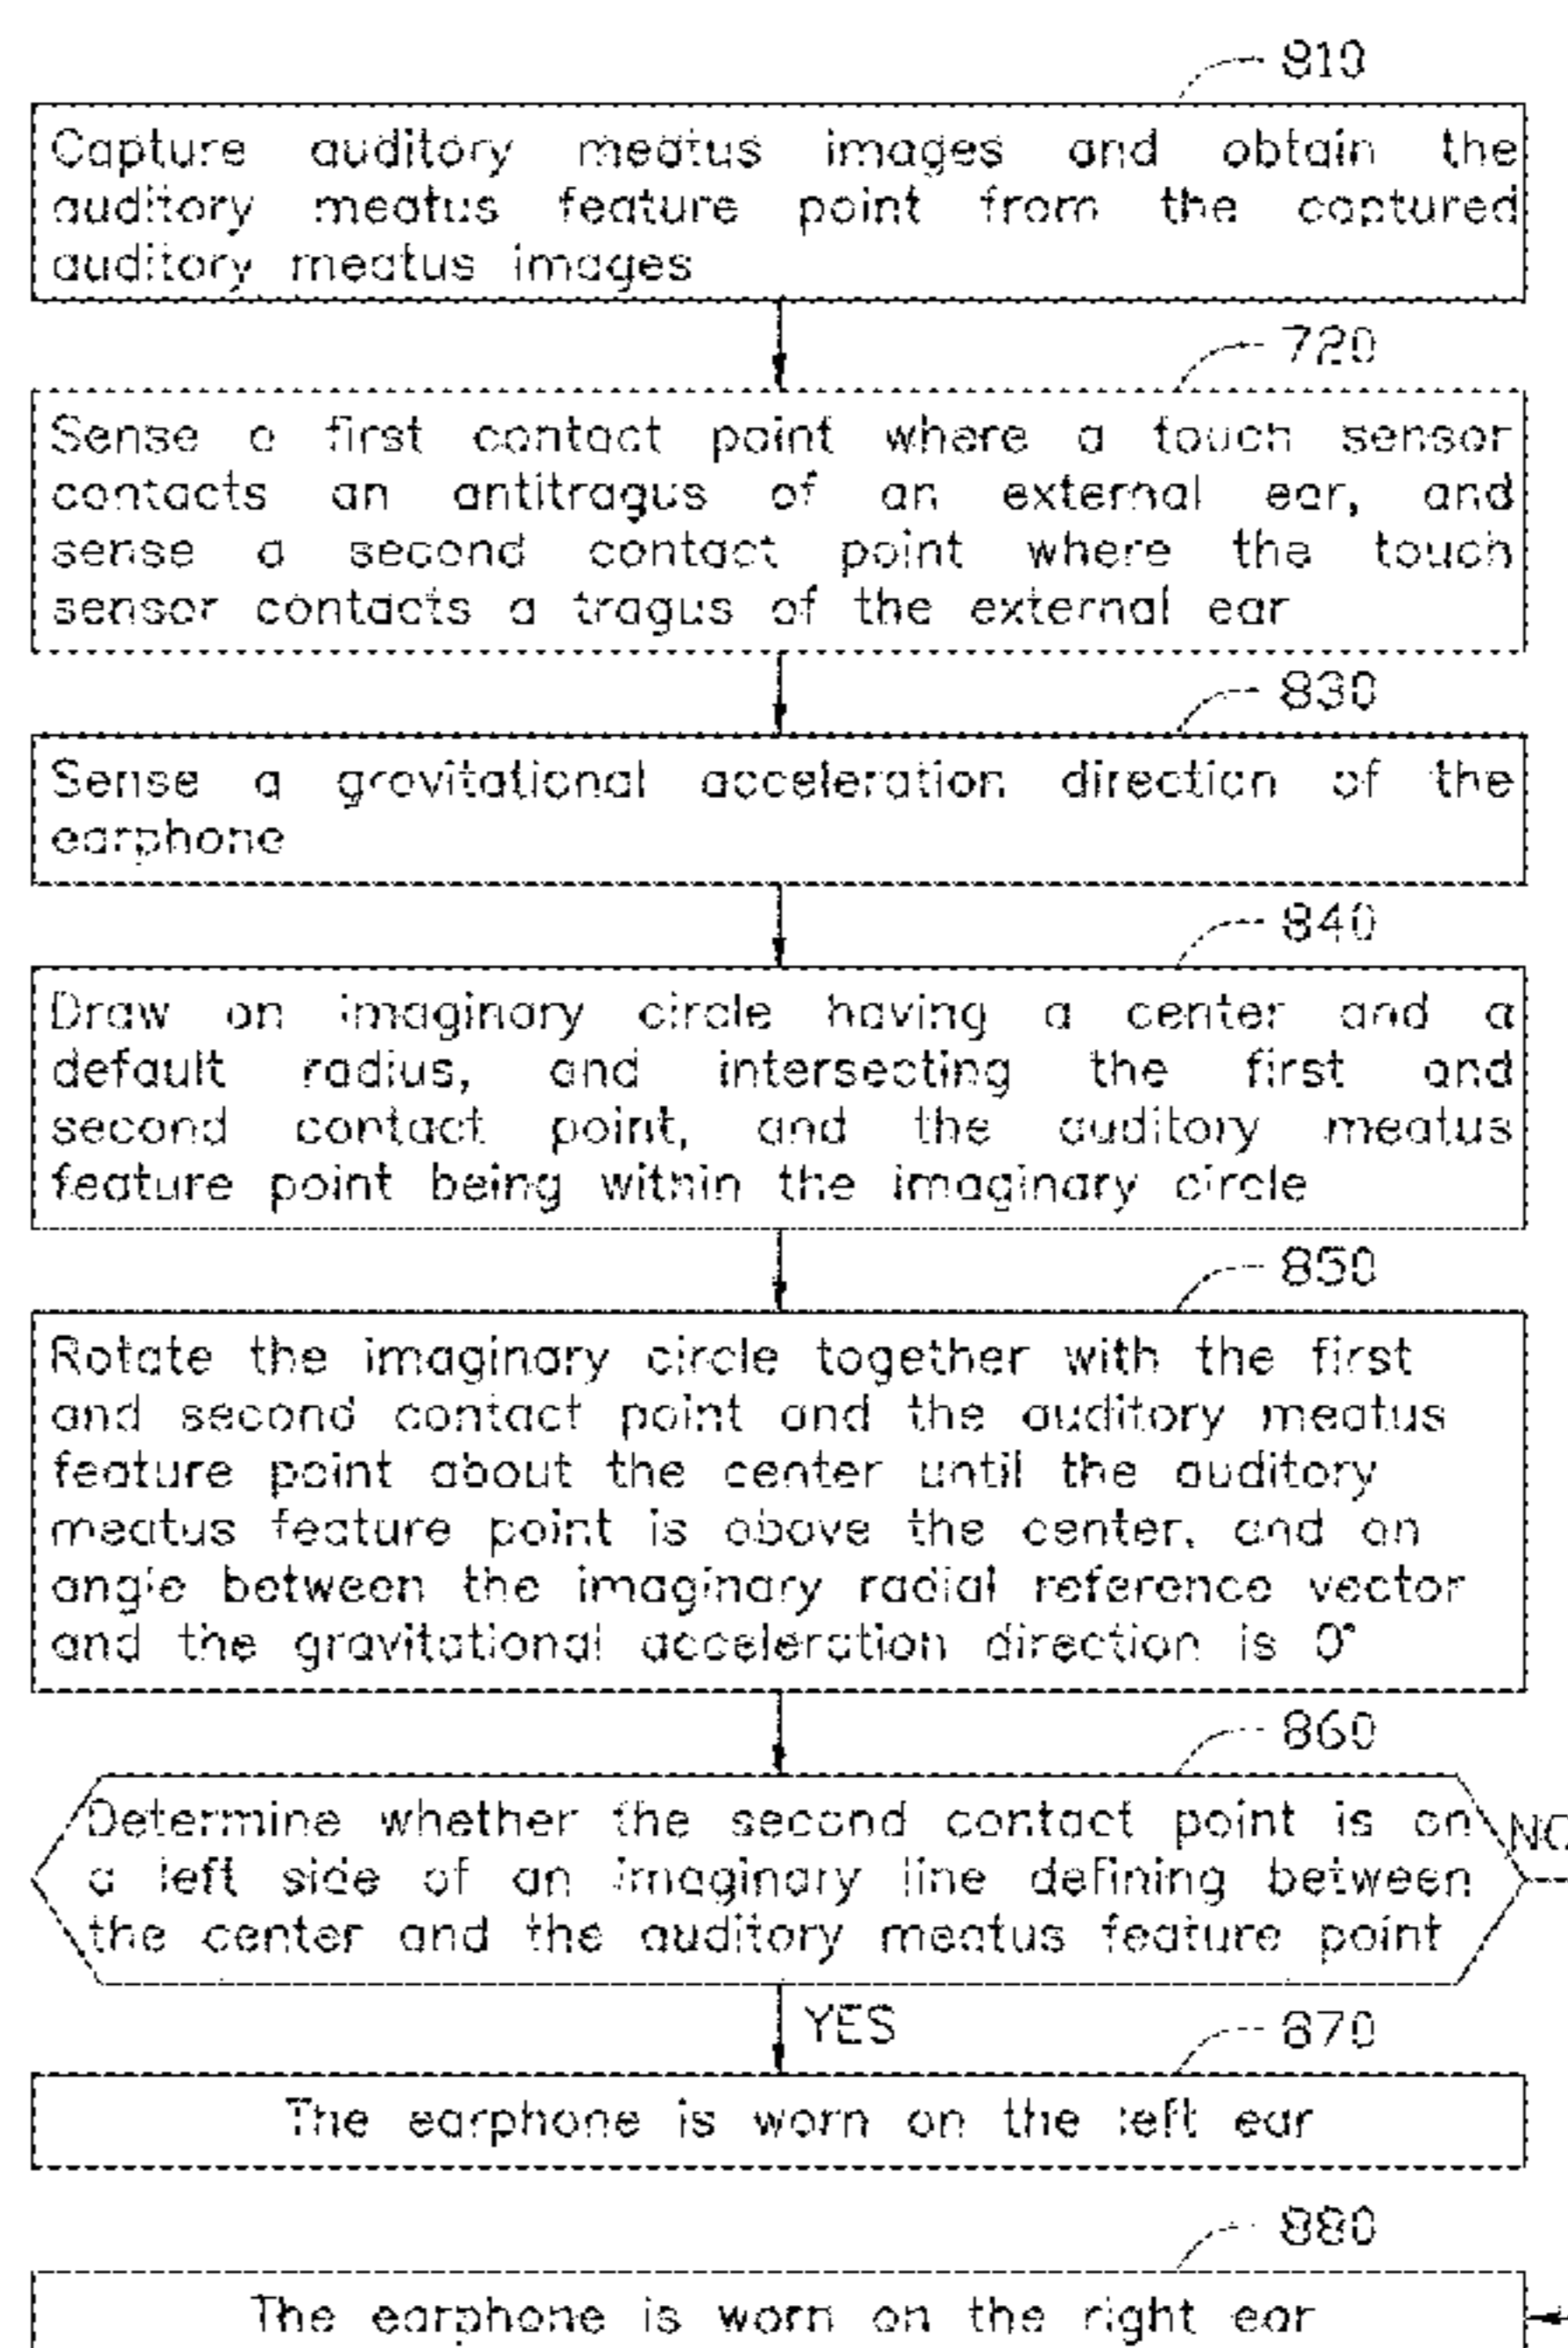 810
Capture auditory meatus images and obtain the
auditory meatus feature point from the captured
auditory meatus images
720
Sense a first contact point where a touch sensor
contacts an antitragus of an external ear, and
sense a second contact point where the touch
sensor contacts a tragus of the external ear
830
Sense a gravitational acceleration direction of the
earphone
840
Draw an imaginary circle having a center and a
default radius, and intersecting the first and
second contact point, and the auditory meatus
feature point being within the imaginary circle
850
Rotate the imaginary circle together with the first
and second contact point and the auditory meatus
feature point about the center until the auditory
meatus feature point is above the center, and an
angle between the imaginary radial reference vector
and the gravitational acceleration direction is 0°
860
Determine whether the second contact point is on
a left side of an imaginary line defining between
the center and the auditory meatus feature point
NO
YES
870
The earphone is worn on the left ear
880
The earphone is worn on the right ear